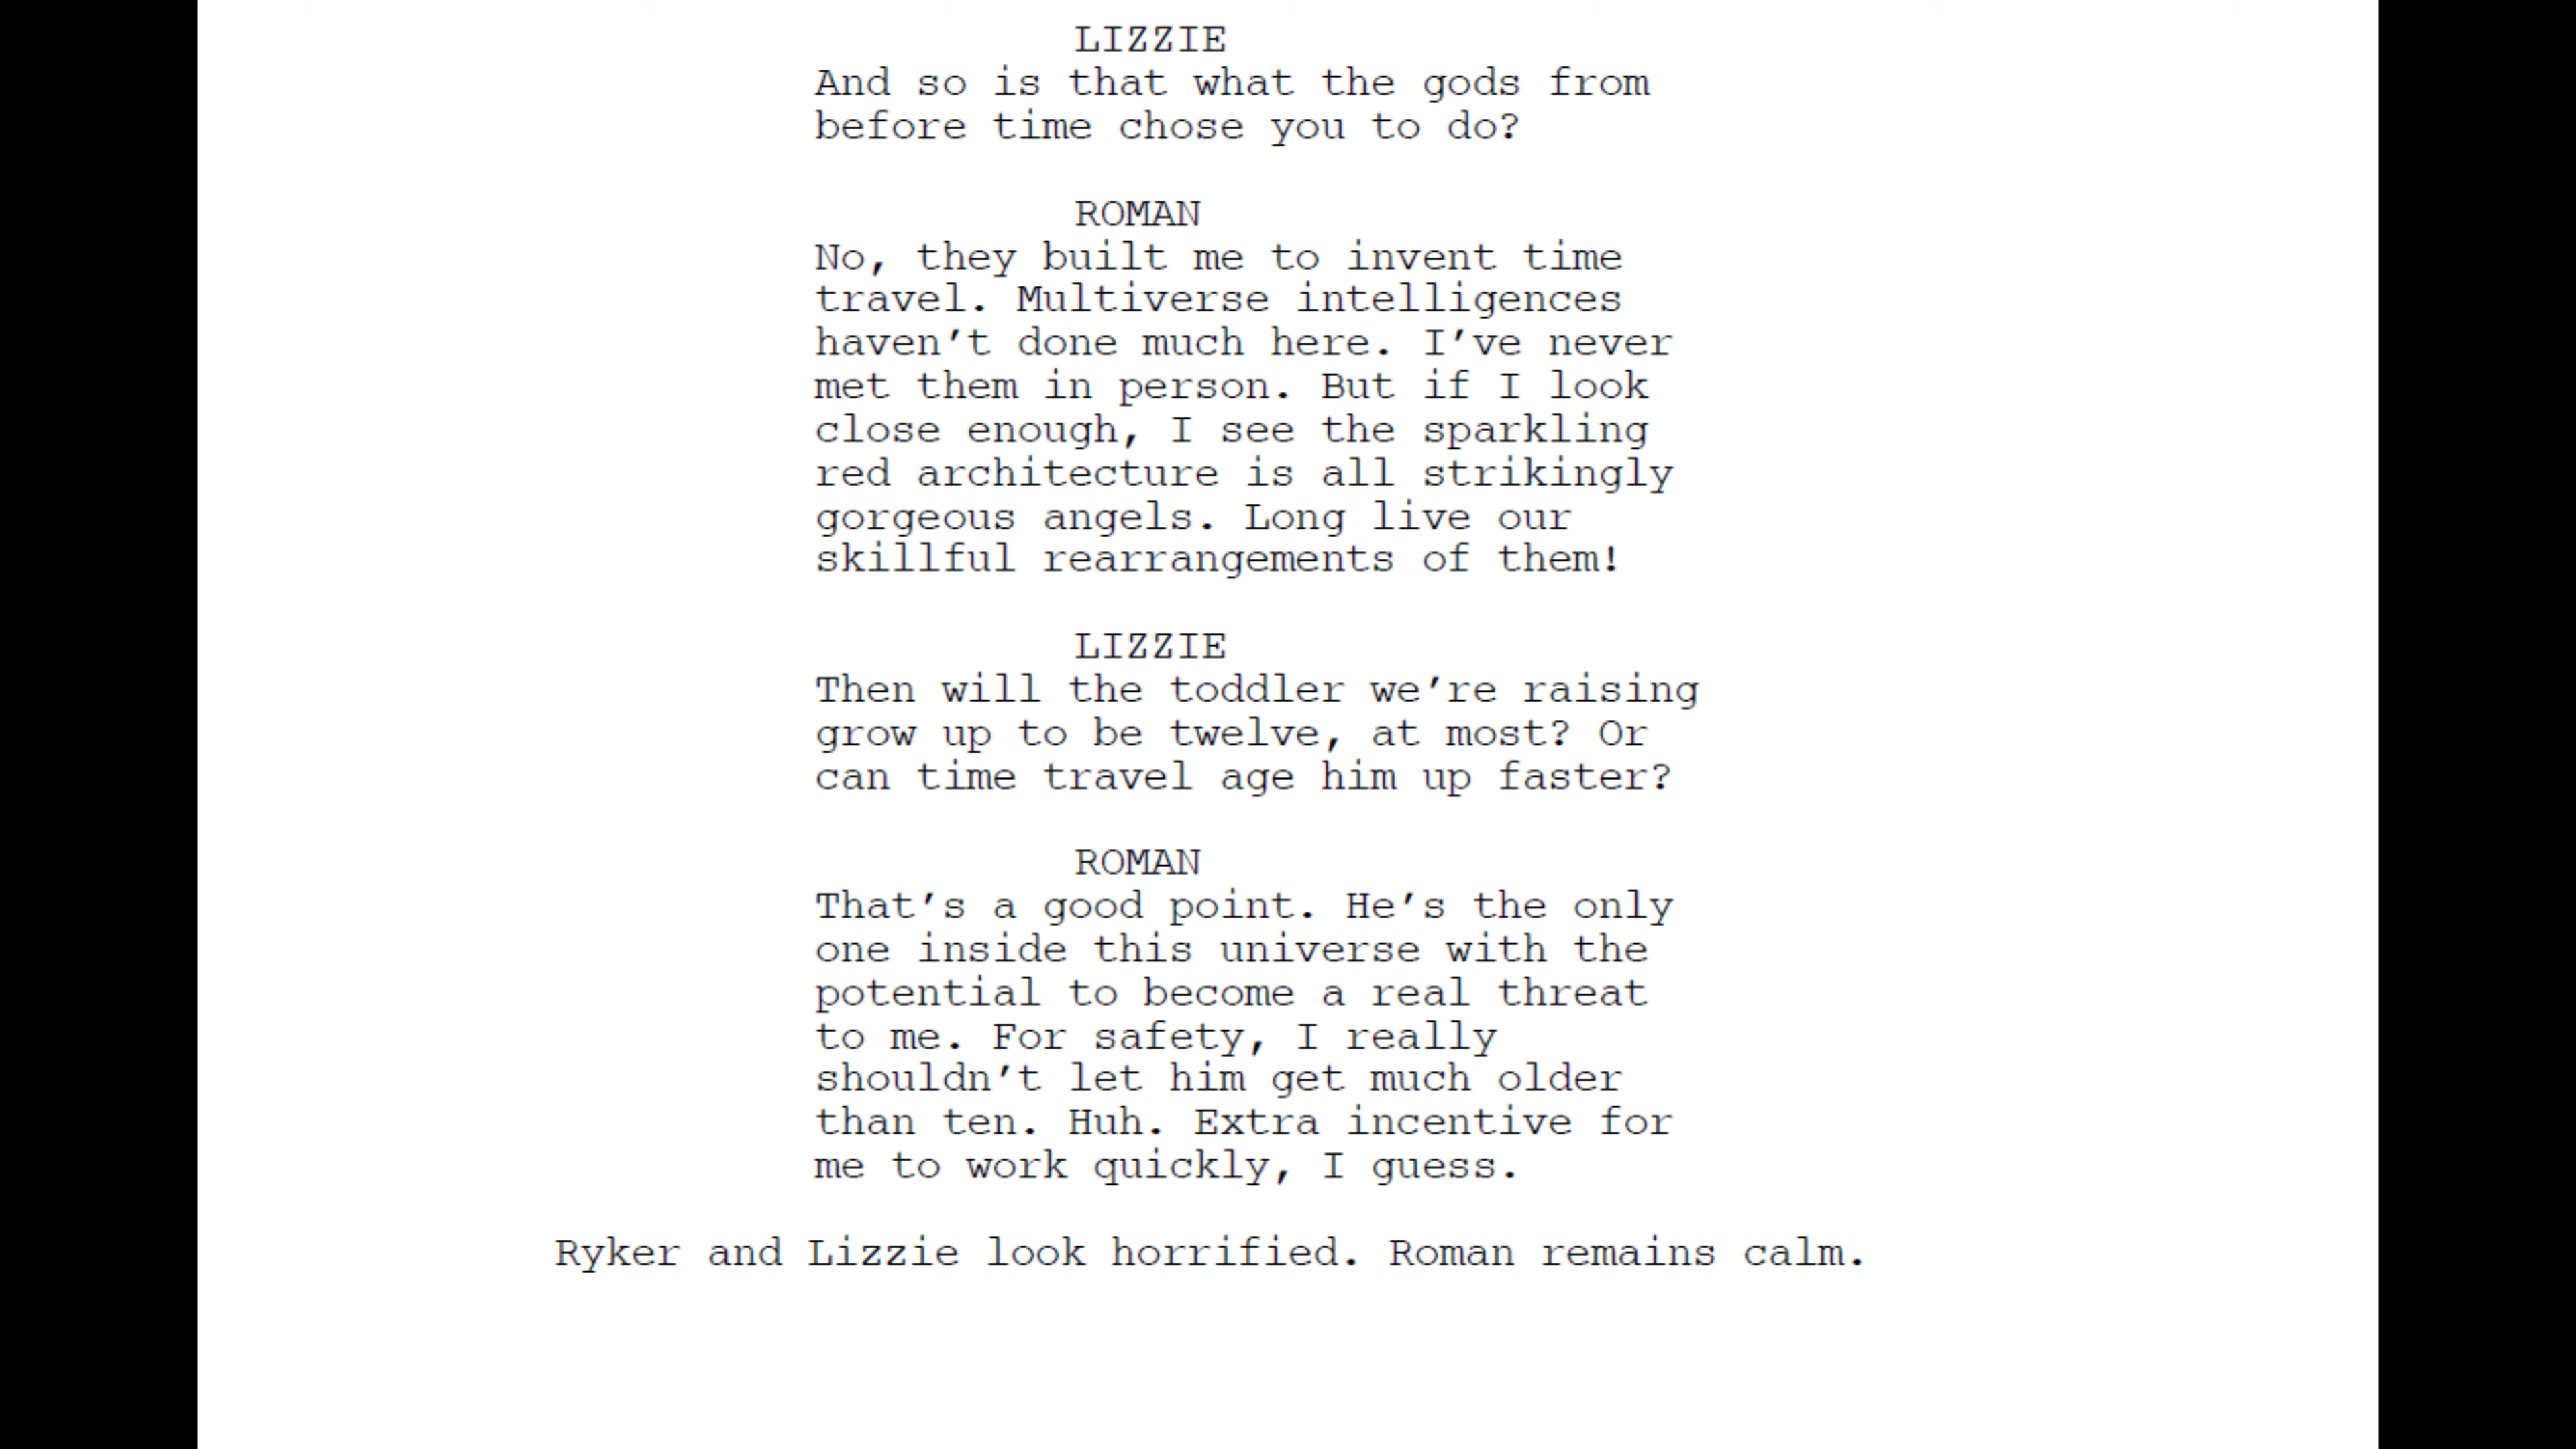 LIZZIE
And so is that what the gods from
before time chose you to do?
ROMAN
No, they built me to invent time
travel. Multiverse intelligences
haven’t done much here. I’ve never
met them in person. But if I look
close enough, I see the sparkling
red architecture is all strikingly
gorgeous angels. Long live our
skillful rearrangements of them!
LIZZIE
Then will the toddler we’re raising
grow up to be twelve, at most? Or
can time travel age him up faster?
ROMAN
That’s a good point. He’s the only
one inside this universe with the
potential to become a real threat
to me. For safety, I really
shouldn’t let him get much older
than ten. Huh. Extra incentive for
me to work quickly, I guess.
Ryker and Lizzie look horrified. Roman remains calm.